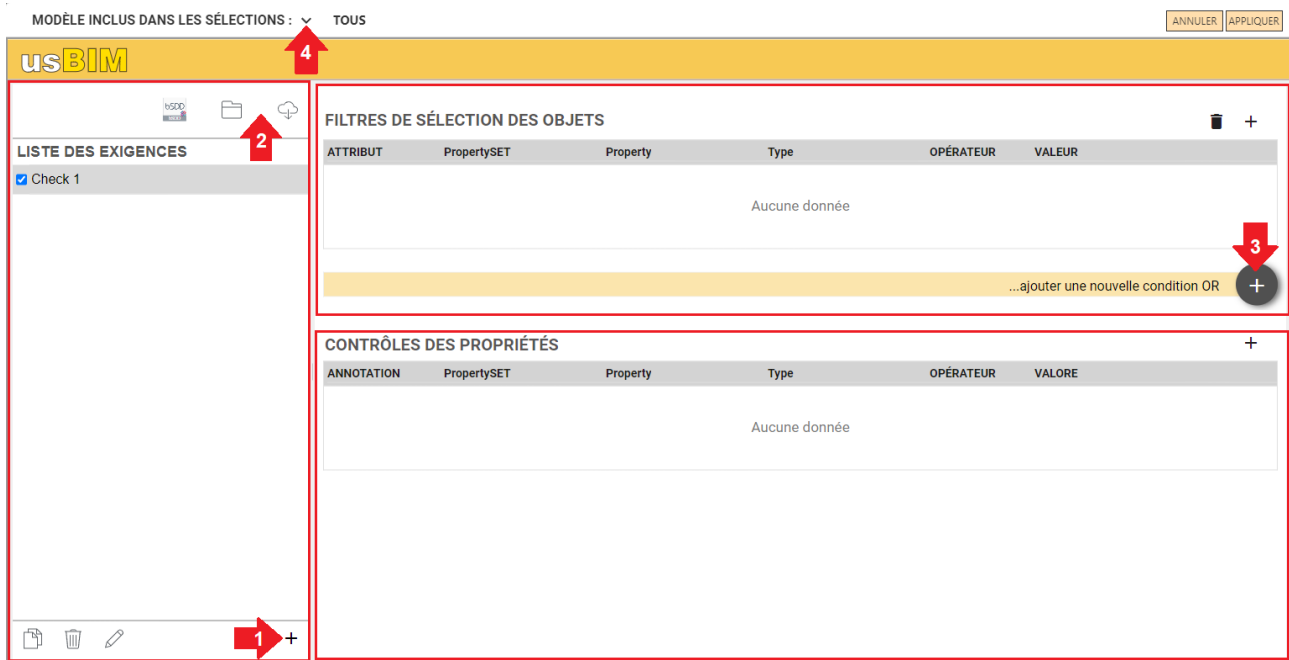 MODÈLE INCLUS DANS LES SÉLECTIONS : TOUS
ANNULER APPLIQUER
4
usBIM
bSDD
2
LISTE DES EXIGENCES
Check 1
1
FILTRES DE SÉLECTION DES OBJETS
ATTRIBUT PropertySET Property Type OPÉRATEUR VALEUR
Aucune donnée
3
...ajouter une nouvelle condition OR
CONTRÔLES DES PROPRIÉTÉS
ANNOTATION PropertySET Property Type OPÉRATEUR VALORE
Aucune donnée